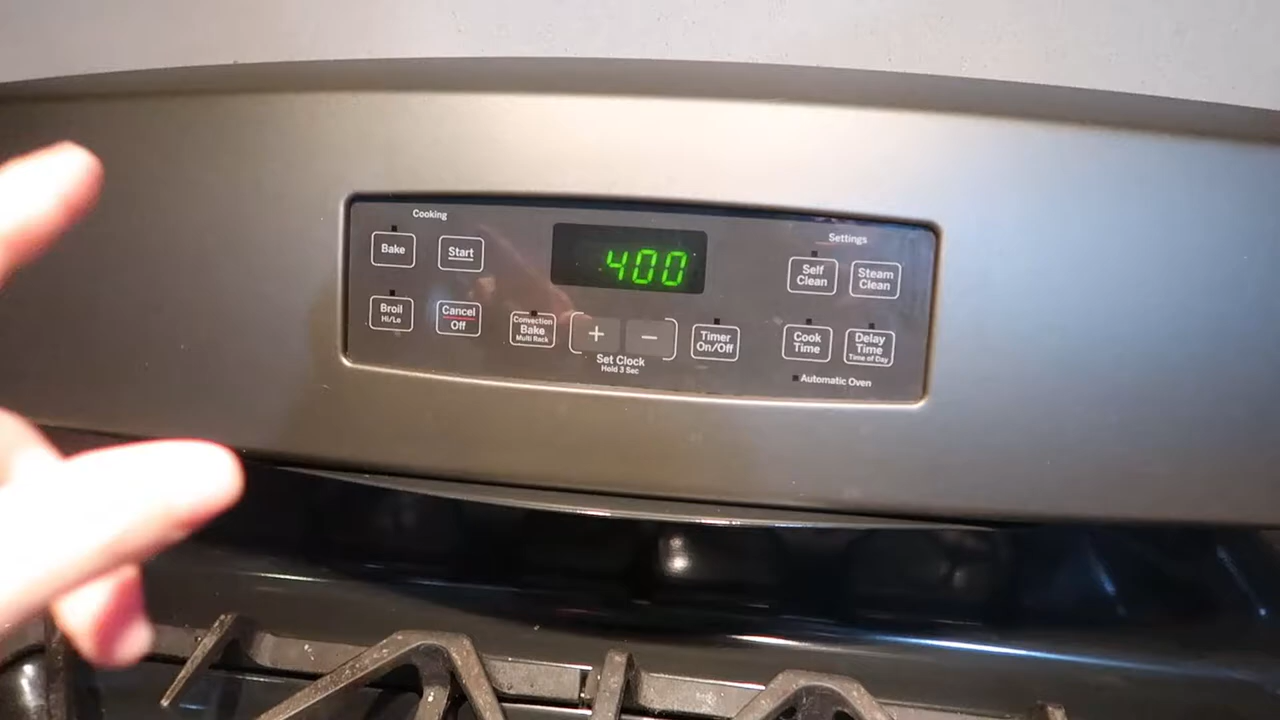 Cooking
Bake
Start
400
Settings
Self
Clean
Steam
Clean
Broil
Hi/Lo
Cancel
Off
Convection
Bake
Multi Rack
+
−
Set Clock
Hold 3 Sec
Timer
On/Off
Cook
Time
Delay
Time
Time of Day
Automatic Oven